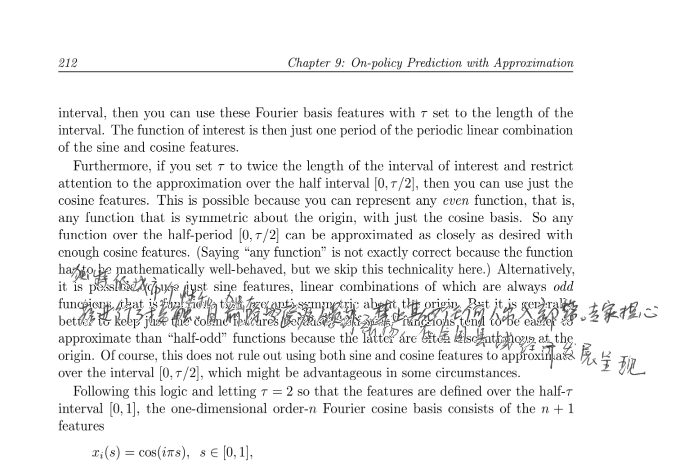 212
Chapter 9: On-policy Prediction with Approximation
interval, then you can use these Fourier basis features with τ set to the length of the
interval. The function of interest is then just one period of the periodic linear combination
of the sine and cosine features.
Furthermore, if you set τ to twice the length of the interval of interest and restrict
attention to the approximation over the half interval [0, τ/2], then you can use just the
cosine features. This is possible because you can represent any even function, that is,
any function that is symmetric about the origin, with just the cosine basis. So any
function over the half-period [0, τ/2] can be approximated as closely as desired with
enough cosine features. (Saying “any function” is not exactly correct because the function
has to be mathematically well-behaved, but we skip this technicality here.) Alternatively,
it is possible to use just sine features, linear combinations of which are always odd
functions, that is functions that are anti-symmetric about the origin. But it is generally
better to keep just the cosine features because “half-even” functions tend to be easier to
approximate than “half-odd” functions because the latter are often discontinuous at the
origin. Of course, this does not rule out using both sine and cosine features to approximate
over the interval [0, τ/2], which might be advantageous in some circumstances.
Following this logic and letting τ = 2 so that the features are defined over the half-τ
interval [0, 1], the one-dimensional order-n Fourier cosine basis consists of the n + 1
features
x_i(s) = cos(iπs), s ∈ [0, 1],
专家担心
发展呈现